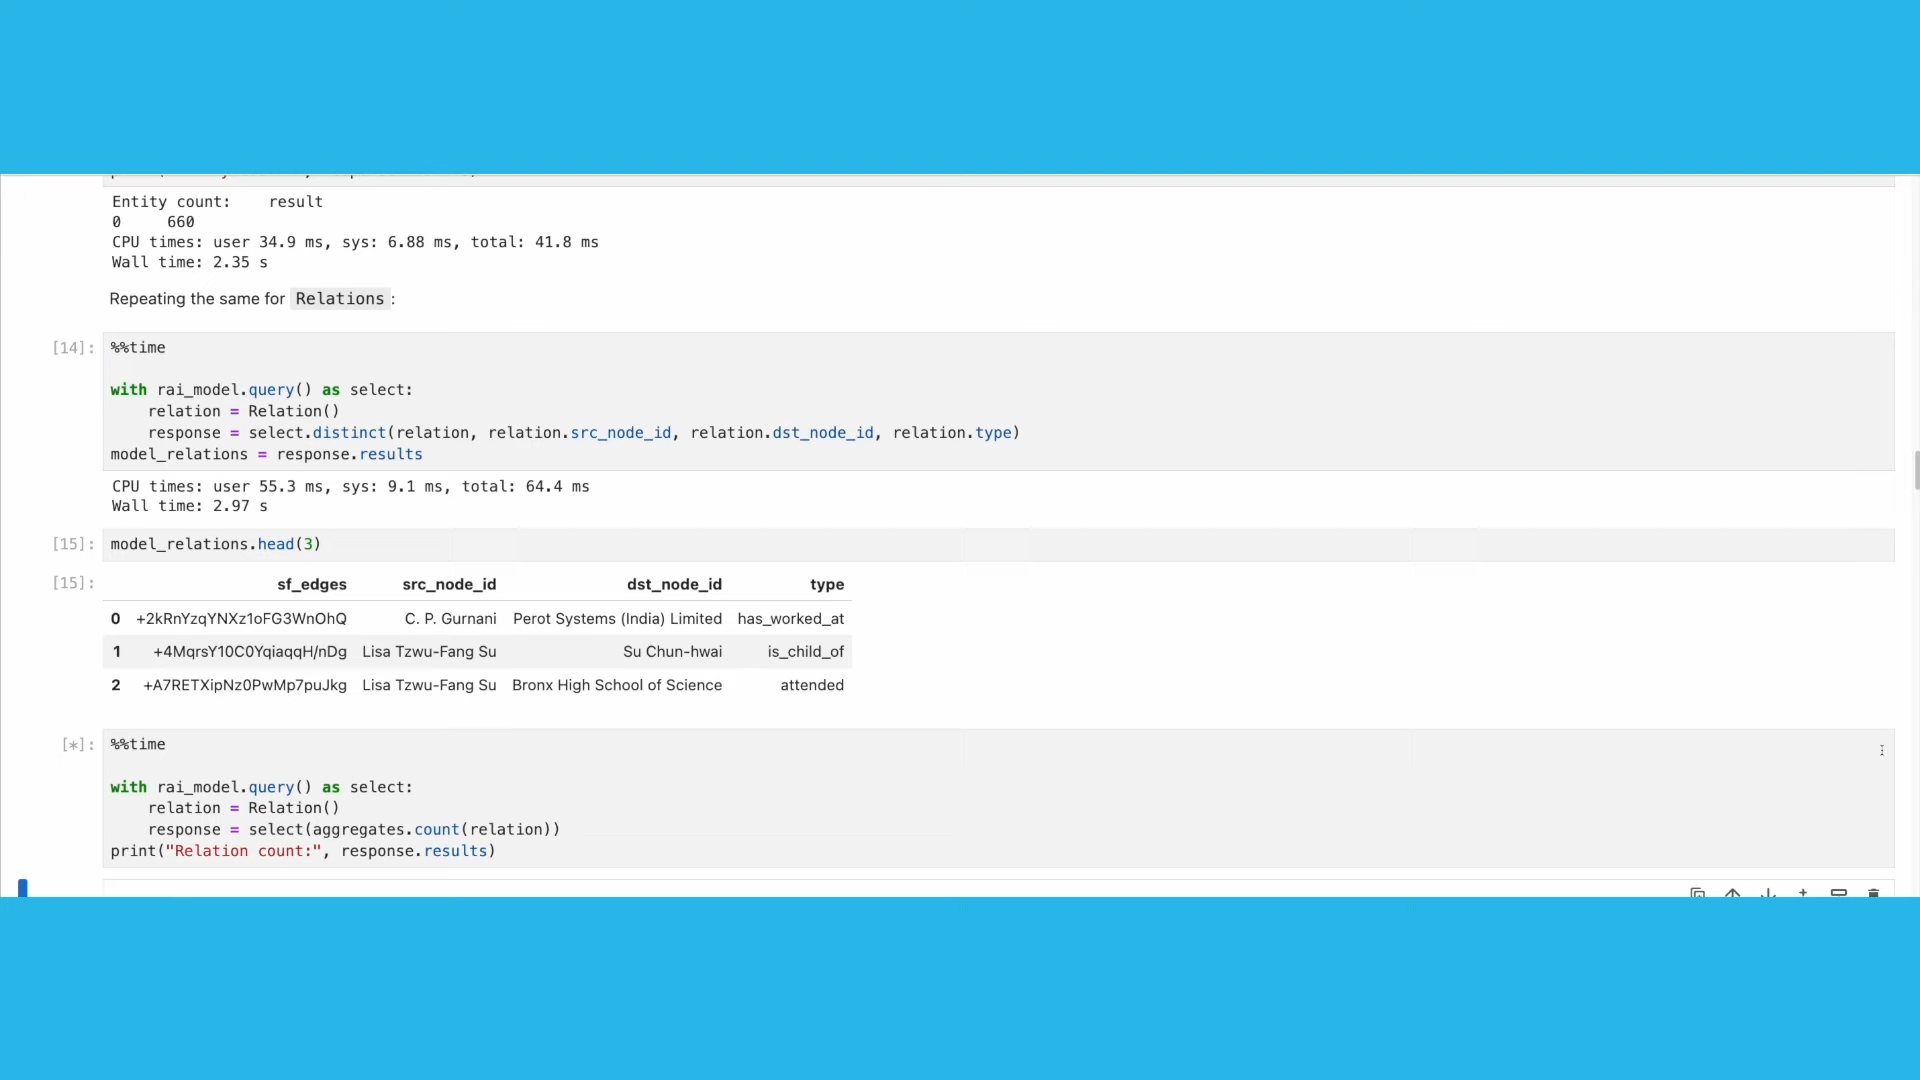 Entity count:    result
0     660
CPU times: user 34.9 ms, sys: 6.88 ms, total: 41.8 ms
Wall time: 2.35 s
Repeating the same for Relations :
[14]: %%time
with rai_model.query() as select:
    relation = Relation()
    response = select.distinct(relation, relation.src_node_id, relation.dst_node_id, relation.type)
model_relations = response.results
CPU times: user 55.3 ms, sys: 9.1 ms, total: 64.4 ms
Wall time: 2.97 s
[15]: model_relations.head(3)
[15]: sf_edges src_node_id dst_node_id type
0 +2kRnYzqYNXz1oFG3WnOhQ C. P. Gurnani Perot Systems (India) Limited has_worked_at
1 +4MqrsY10C0YqiaqqH/nDg Lisa Tzwu-Fang Su Su Chun-hwai is_child_of
2 +A7RETXipNz0PwMp7puJkg Lisa Tzwu-Fang Su Bronx High School of Science attended
[*]: %%time
with rai_model.query() as select:
    relation = Relation()
    response = select(aggregates.count(relation))
print("Relation count:", response.results)